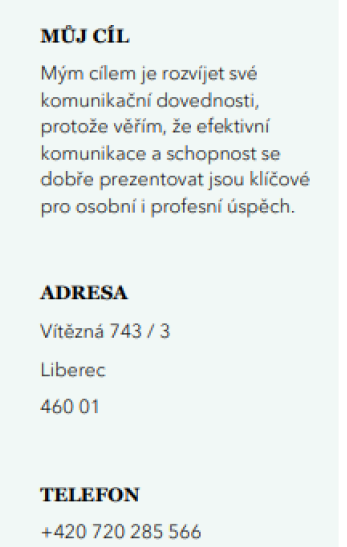 MŮJ CÍL
Mým cílem je rozvíjet své
komunikační dovednosti,
protože věřím, že efektivní
komunikace a schopnost se
dobře prezentovat jsou klíčové
pro osobní i profesní úspěch.
ADRESA
Vítězná 743 / 3
Liberec
460 01
TELEFON
+420 720 285 566